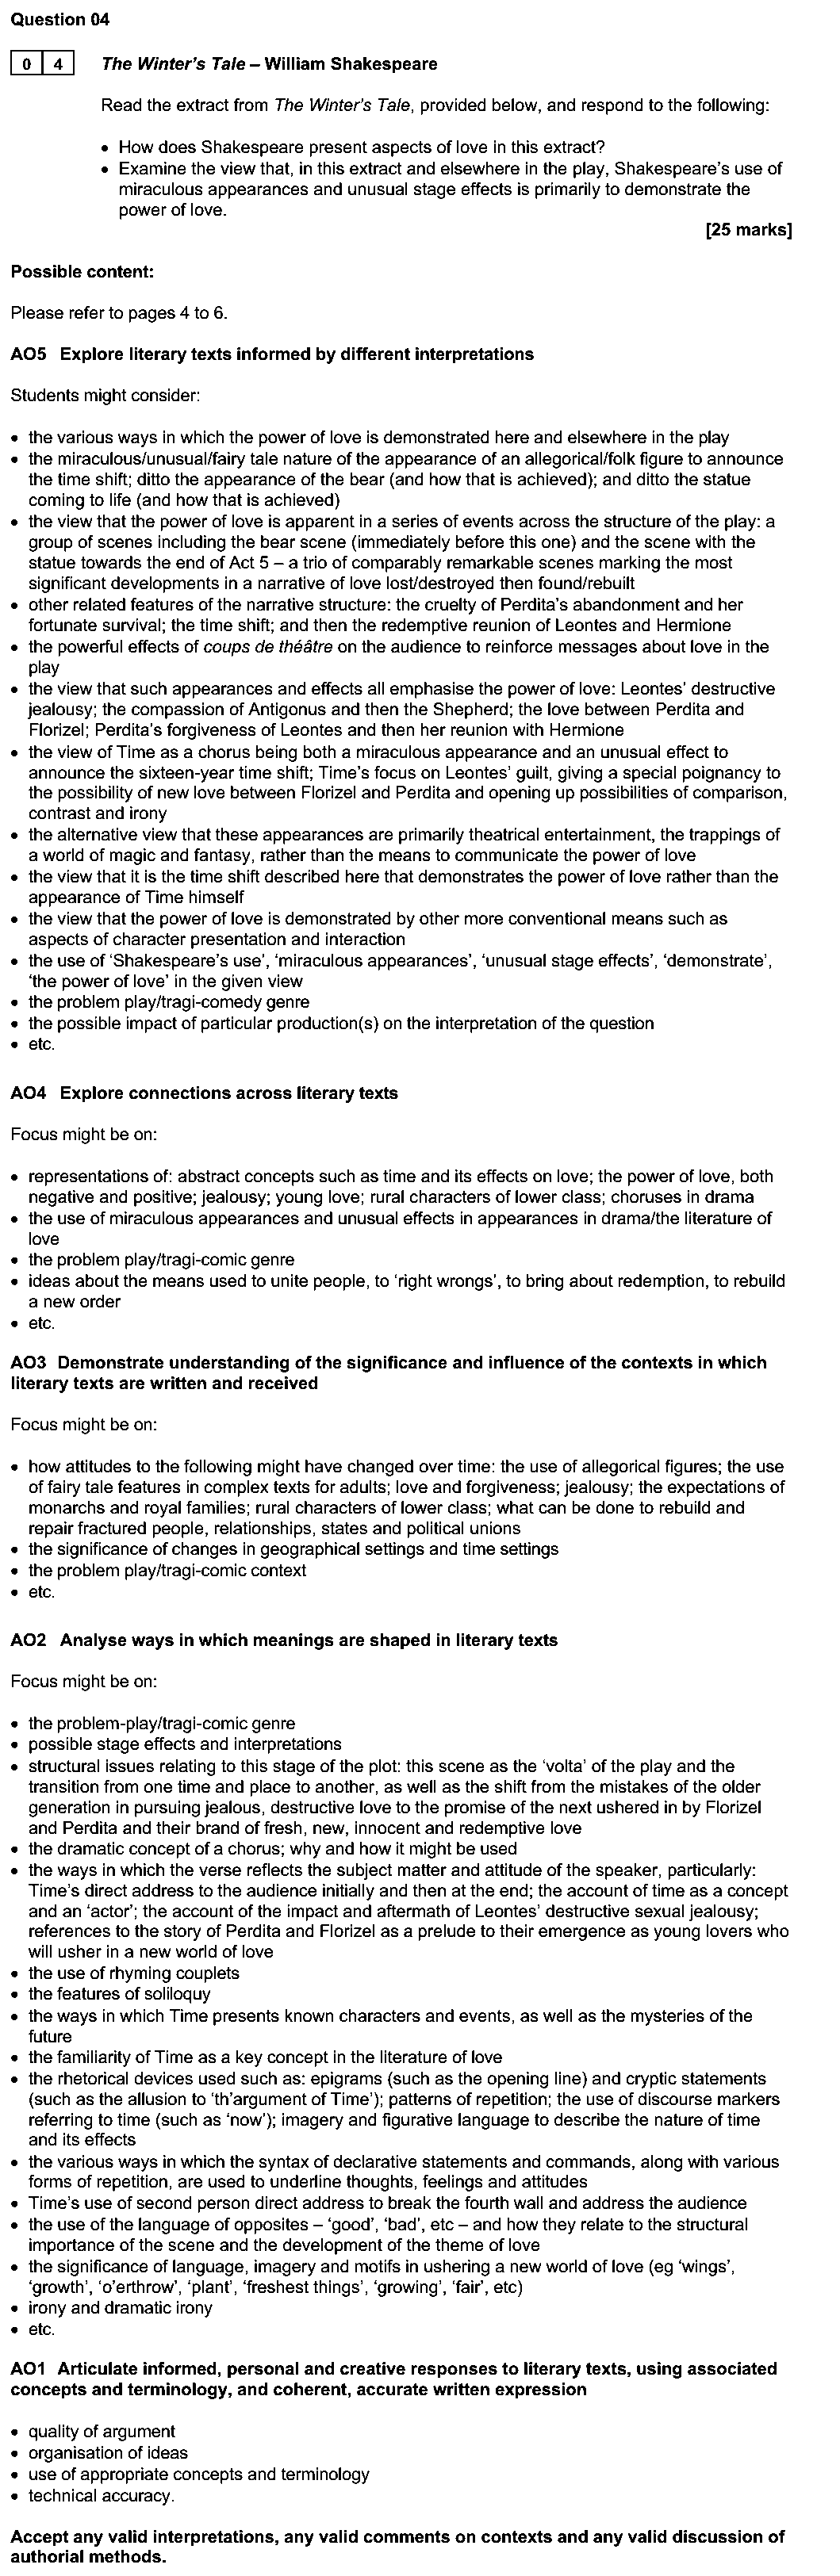 Question 04
0 4 The Winter's Tale – William Shakespeare
Read the extract from The Winter's Tale, provided below, and respond to the following:
• How does Shakespeare present aspects of love in this extract?
• Examine the view that, in this extract and elsewhere in the play, Shakespeare's use of
miraculous appearances and unusual stage effects is primarily to demonstrate the
power of love.
[25 marks]
Possible content:
Please refer to pages 4 to 6.
AO5 Explore literary texts informed by different interpretations
Students might consider:
• the various ways in which the power of love is demonstrated here and elsewhere in the play
• the miraculous/unusual/fairy tale nature of the appearance of an allegorical/folk figure to announce
the time shift; ditto the appearance of the bear (and how that is achieved); and ditto the statue
coming to life (and how that is achieved)
• the view that the power of love is apparent in a series of events across the structure of the play: a
group of scenes including the bear scene (immediately before this one) and the scene with the
statue towards the end of Act 5 – a trio of comparably remarkable scenes marking the most
significant developments in a narrative of love lost/destroyed then found/rebuilt
• other related features of the narrative structure: the cruelty of Perdita's abandonment and her
fortunate survival; the time shift; and then the redemptive reunion of Leontes and Hermione
• the powerful effects of coups de théâtre on the audience to reinforce messages about love in the
play
• the view that such appearances and effects all emphasise the power of love: Leontes' destructive
jealousy; the compassion of Antigonus and then the Shepherd; the love between Perdita and
Florizel; Perdita's forgiveness of Leontes and then her reunion with Hermione
• the view of Time as a chorus being both a miraculous appearance and an unusual effect to
announce the sixteen-year time shift; Time's focus on Leontes' guilt, giving a special poignancy to
the possibility of new love between Florizel and Perdita and opening up possibilities of comparison,
contrast and irony
• the alternative view that these appearances are primarily theatrical entertainment, the trappings of
a world of magic and fantasy, rather than the means to communicate the power of love
• the view that it is the time shift described here that demonstrates the power of love rather than the
appearance of Time himself
• the view that the power of love is demonstrated by other more conventional means such as
aspects of character presentation and interaction
• the use of 'Shakespeare's use', 'miraculous appearances', 'unusual stage effects', 'demonstrate',
'the power of love' in the given view
• the problem play/tragi-comedy genre
• the possible impact of particular production(s) on the interpretation of the question
• etc.
AO4 Explore connections across literary texts
Focus might be on:
• representations of: abstract concepts such as time and its effects on love; the power of love, both
negative and positive; jealousy; young love; rural characters of lower class; choruses in drama
• the use of miraculous appearances and unusual effects in appearances in drama/the literature of
love
• the problem play/tragi-comic genre
• ideas about the means used to unite people, to 'right wrongs', to bring about redemption, to rebuild
a new order
• etc.
AO3 Demonstrate understanding of the significance and influence of the contexts in which
literary texts are written and received
Focus might be on:
• how attitudes to the following might have changed over time: the use of allegorical figures; the use
of fairy tale features in complex texts for adults; love and forgiveness; jealousy; the expectations of
monarchs and royal families; rural characters of lower class; what can be done to rebuild and
repair fractured people, relationships, states and political unions
• the significance of changes in geographical settings and time settings
• the problem play/tragi-comic context
• etc.
AO2 Analyse ways in which meanings are shaped in literary texts
Focus might be on:
• the problem-play/tragi-comic genre
• possible stage effects and interpretations
• structural issues relating to this stage of the plot: this scene as the 'volta' of the play and the
transition from one time and place to another, as well as the shift from the mistakes of the older
generation in pursuing jealous, destructive love to the promise of the next ushered in by Florizel
and Perdita and their brand of fresh, new, innocent and redemptive love
• the dramatic concept of a chorus; why and how it might be used
• the ways in which the verse reflects the subject matter and attitude of the speaker, particularly:
Time's direct address to the audience initially and then at the end; the account of time as a concept
and an 'actor'; the account of the impact and aftermath of Leontes' destructive sexual jealousy;
references to the story of Perdita and Florizel as a prelude to their emergence as young lovers who
will usher in a new world of love
• the use of rhyming couplets
• the features of soliloquy
• the ways in which Time presents known characters and events, as well as the mysteries of the
future
• the familiarity of Time as a key concept in the literature of love
• the rhetorical devices used such as: epigrams (such as the opening line) and cryptic statements
(such as the allusion to 'th'argument of Time'); patterns of repetition; the use of discourse markers
referring to time (such as 'now'); imagery and figurative language to describe the nature of time
and its effects
• the various ways in which the syntax of declarative statements and commands, along with various
forms of repetition, are used to underline thoughts, feelings and attitudes
• Time's use of second person direct address to break the fourth wall and address the audience
• the use of the language of opposites – 'good', 'bad', etc – and how they relate to the structural
importance of the scene and the development of the theme of love
• the significance of language, imagery and motifs in ushering a new world of love (eg 'wings',
'growth', 'o'erthrow', 'plant', 'freshest things', 'growing', 'fair', etc)
• irony and dramatic irony
• etc.
AO1 Articulate informed, personal and creative responses to literary texts, using associated
concepts and terminology, and coherent, accurate written expression
• quality of argument
• organisation of ideas
• use of appropriate concepts and terminology
• technical accuracy.
Accept any valid interpretations, any valid comments on contexts and any valid discussion of
authorial methods.